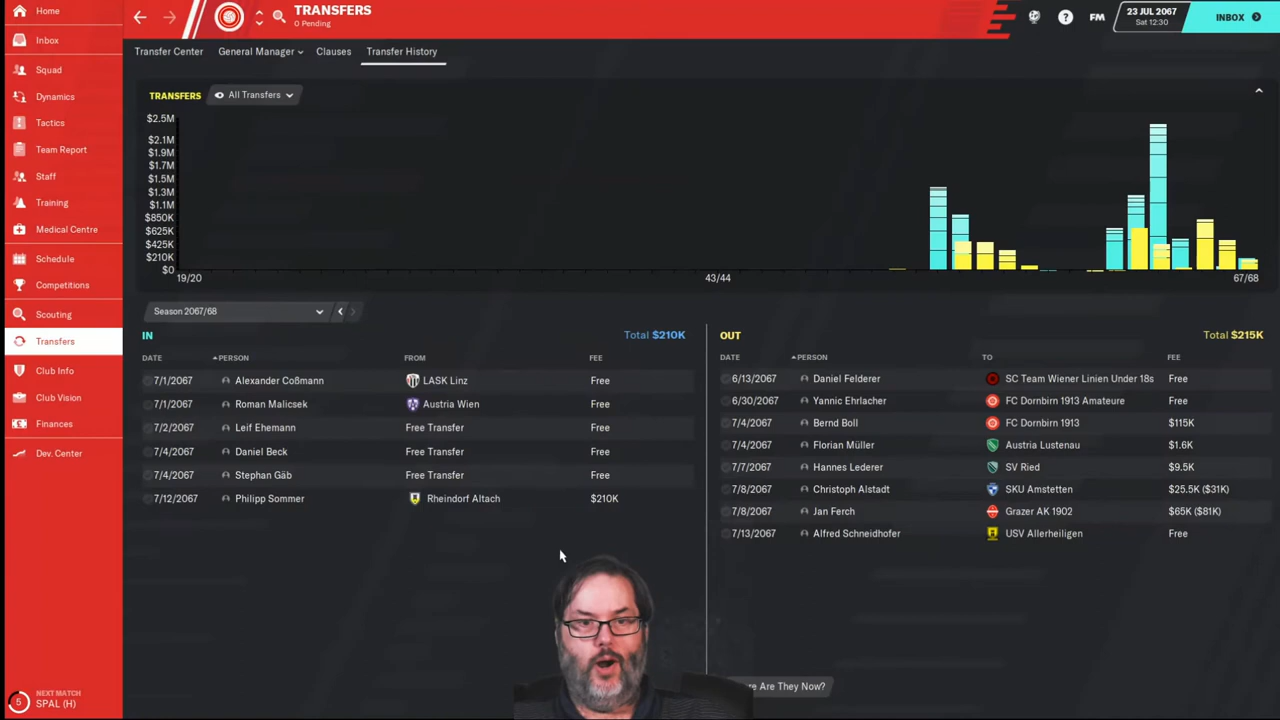 Home
TRANSFERS
0 Pending
FM
23 JUL 2067
Sat 12:30
INBOX
Inbox
Transfer Center
General Manager
Clauses
Transfer History
Squad
Dynamics
Tactics
Team Report
Staff
Training
Medical Centre
Schedule
Competitions
Scouting
Transfers
Club Info
Club Vision
Finances
Dev. Center
5
NEXT MATCH
SPAL (H)
TRANSFERS
All Transfers
$2.5M
$2.1M
$1.9M
$1.7M
$1.5M
$1.3M
$1.1M
$850K
$625K
$425K
$210K
$0
19/20
43/44
67/68
Season 2067/68
IN
Total $210K
DATE PERSON FROM FEE
7/1/2067 Alexander Coßmann LASK Linz Free
7/1/2067 Roman Malicsek Austria Wien Free
7/2/2067 Leif Ehemann Free Transfer Free
7/4/2067 Daniel Beck Free Transfer Free
7/4/2067 Stephan Gäb Free Transfer Free
7/12/2067 Philipp Sommer Rheindorf Altach $210K
OUT
Total $215K
DATE PERSON TO FEE
6/13/2067 Daniel Felderer SC Team Wiener Linien Under 18s Free
6/30/2067 Yannic Ehrlacher FC Dornbirn 1913 Amateure Free
7/4/2067 Bernd Boll FC Dornbirn 1913 $115K
7/4/2067 Florian Müller Austria Lustenau $1.6K
7/7/2067 Hannes Lederer SV Ried $9.5K
7/8/2067 Christoph Alstadt SKU Amstetten $25.5K ($31K)
7/8/2067 Jan Ferch Grazer AK 1902 $65K ($81K)
7/13/2067 Alfred Schneidhofer USV Allerheiligen Free
re Are They Now?